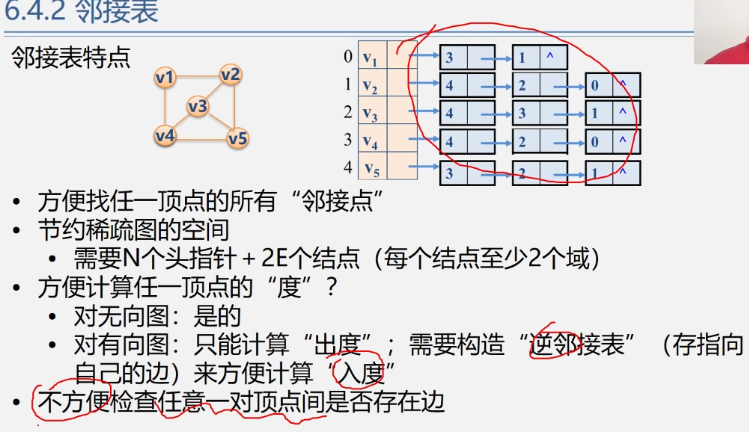 6.4.2 邻接表
邻接表特点
v1 v2
v3
v4 v5
0 v1 3 1 ^
1 v2 4 2 0 ^
2 v3 4 3 1 ^
3 v4 4 2 0 ^
4 v5 3 2 1 ^
• 方便找任一顶点的所有“邻接点”
• 节约稀疏图的空间
• 需要N个头指针＋2E个结点（每个结点至少2个域）
• 方便计算任一顶点的“度”？
• 对无向图：是的
• 对有向图：只能计算“出度”；需要构造“逆邻接表”（存指向
自己的边）来方便计算“入度”
• 不方便检查任意一对顶点间是否存在边